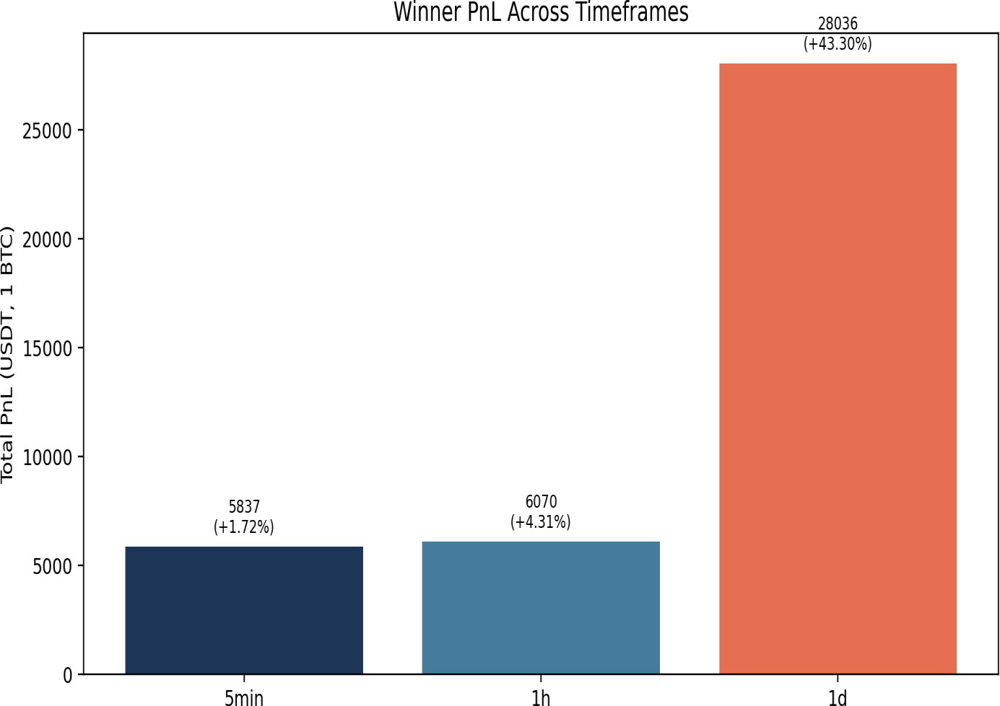 Winner PnL Across Timeframes
28036
(+43.30%)
25000
20000
15000
10000
5000
0
Total PnL (USDT, 1 BTC)
5837
(+1.72%)
6070
(+4.31%)
5min
1h
1d